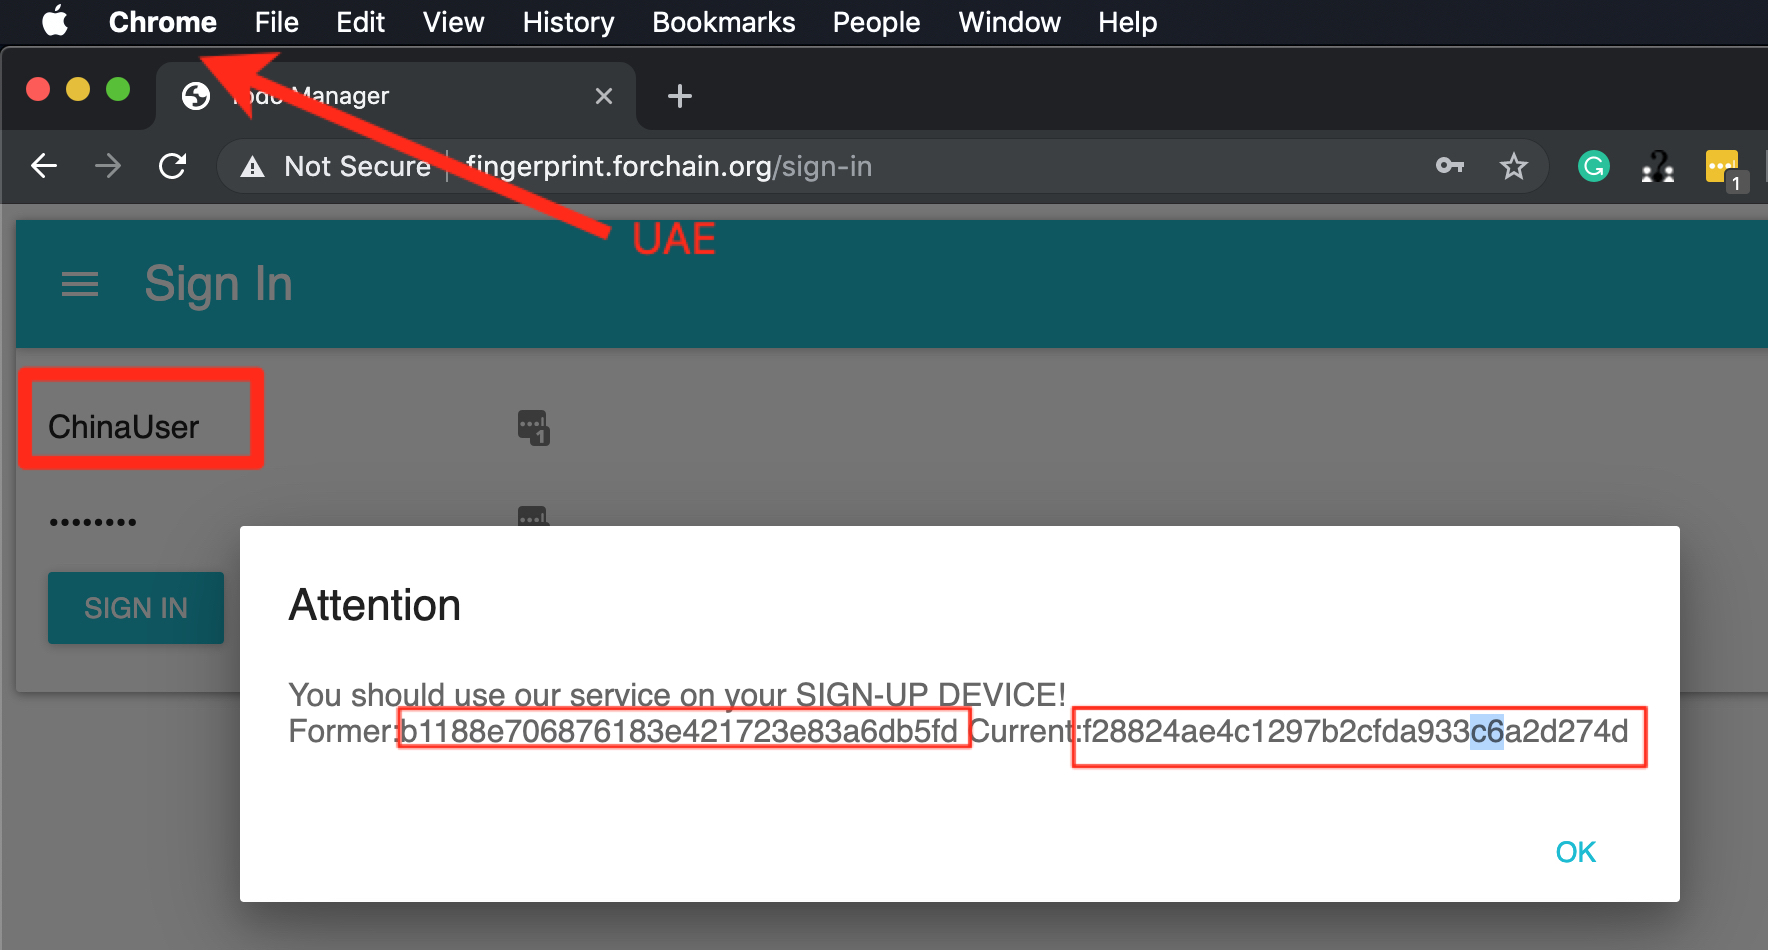 Chrome File Edit View History Bookmarks People Window Help
Todo Manager
Not Secure fingerprint.forchain.org/sign-in
1
UAE
Sign In
ChinaUser
1
••••••••
SIGN IN
Attention
You should use our service on your SIGN-UP DEVICE!
Former:b1188e706876183e421723e83a6db5fd Current:f28824ae4c1297b2cfda933c6a2d274d
OK